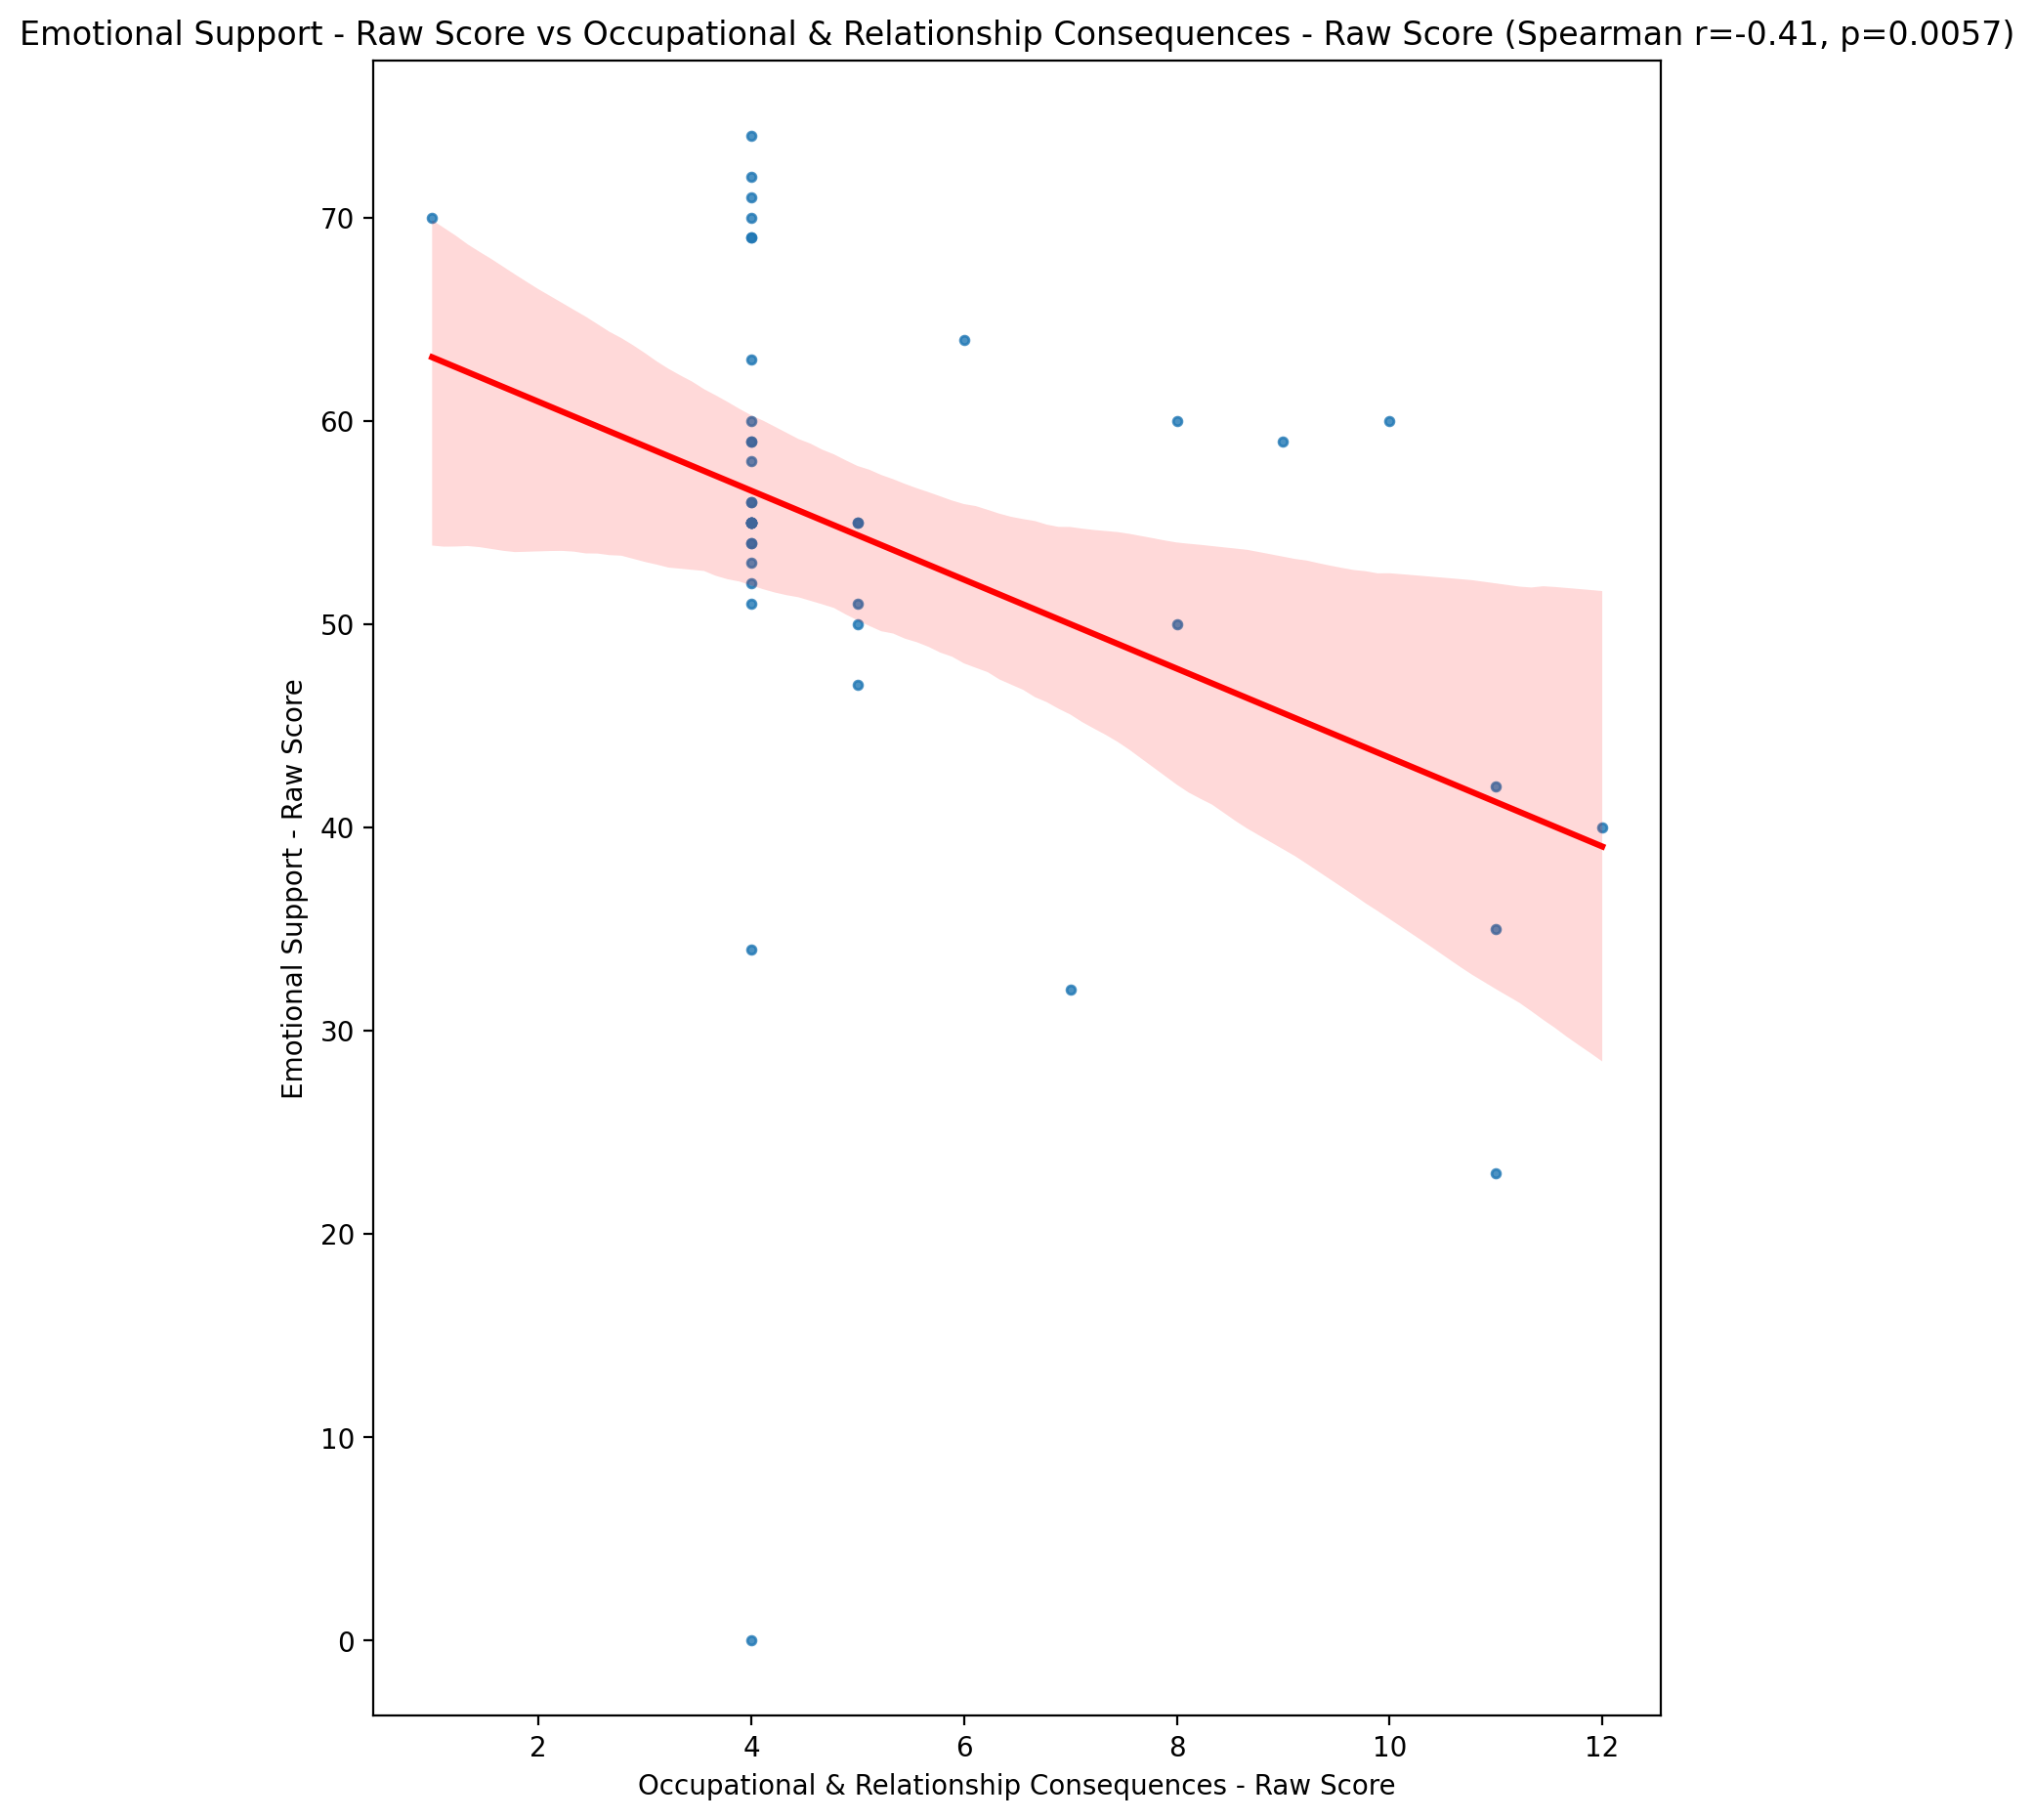 Emotional Support - Raw Score vs Occupational & Relationship Consequences - Raw Score (Spearman r=-0.41, p=0.0057)
70
60
50
40
30
20
10
0
Emotional Support - Raw Score
2 4 6 8 10 12
Occupational & Relationship Consequences - Raw Score